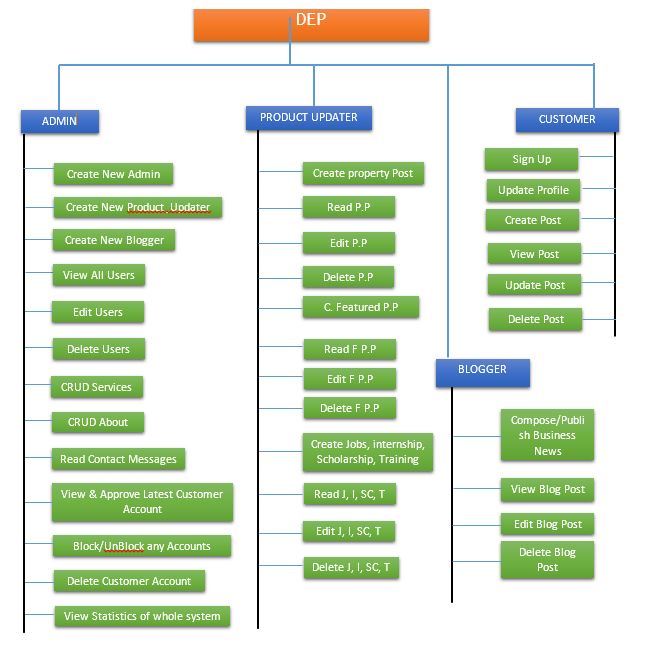 DEP
ADMIN
Create New Admin
Create New Product Updater
Create New Blogger
View All Users
Edit Users
Delete Users
CRUD Services
CRUD About
Read Contact Messages
View & Approve Latest Customer
Account
Block/UnBlock any Accounts
Delete Customer Account
View Statistics of whole system
PRODUCT UPDATER
Create property Post
Read P.P
Edit P.P
Delete P.P
C. Featured P.P
Read F P.P
Edit F P.P
Delete F P.P
Create Jobs, internship,
Scholarship, Training
Read J, I, SC, T
Edit J, I, SC, T
Delete J, I, SC, T
CUSTOMER
Sign Up
Update Profile
Create Post
View Post
Update Post
Delete Post
BLOGGER
Compose/Publi
sh Business
News
View Blog Post
Edit Blog Post
Delete Blog
Post